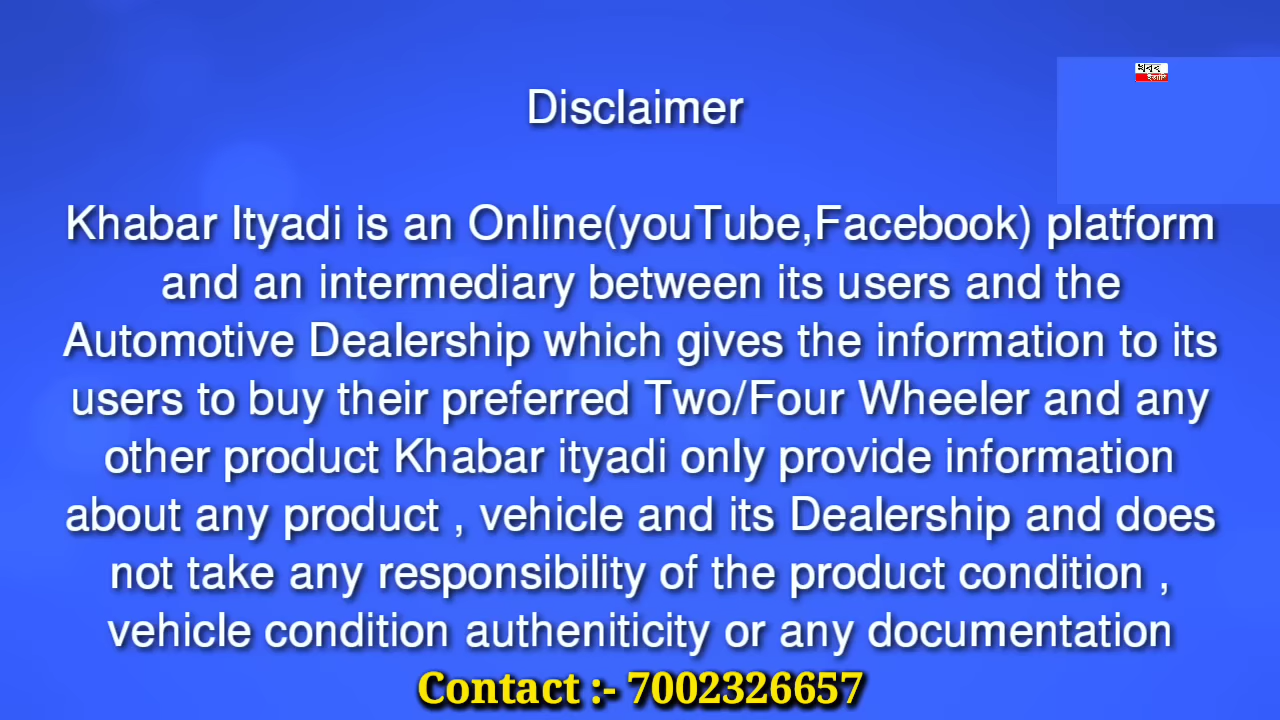 খবৰ
ইত্যাদি
Disclaimer
Khabar Ityadi is an Online(youTube,Facebook) platform
and an intermediary between its users and the
Automotive Dealership which gives the information to its
users to buy their preferred Two/Four Wheeler and any
other product Khabar ityadi only provide information
about any product , vehicle and its Dealership and does
not take any responsibility of the product condition ,
vehicle condition autheniticity or any documentation
Contact :- 7002326657